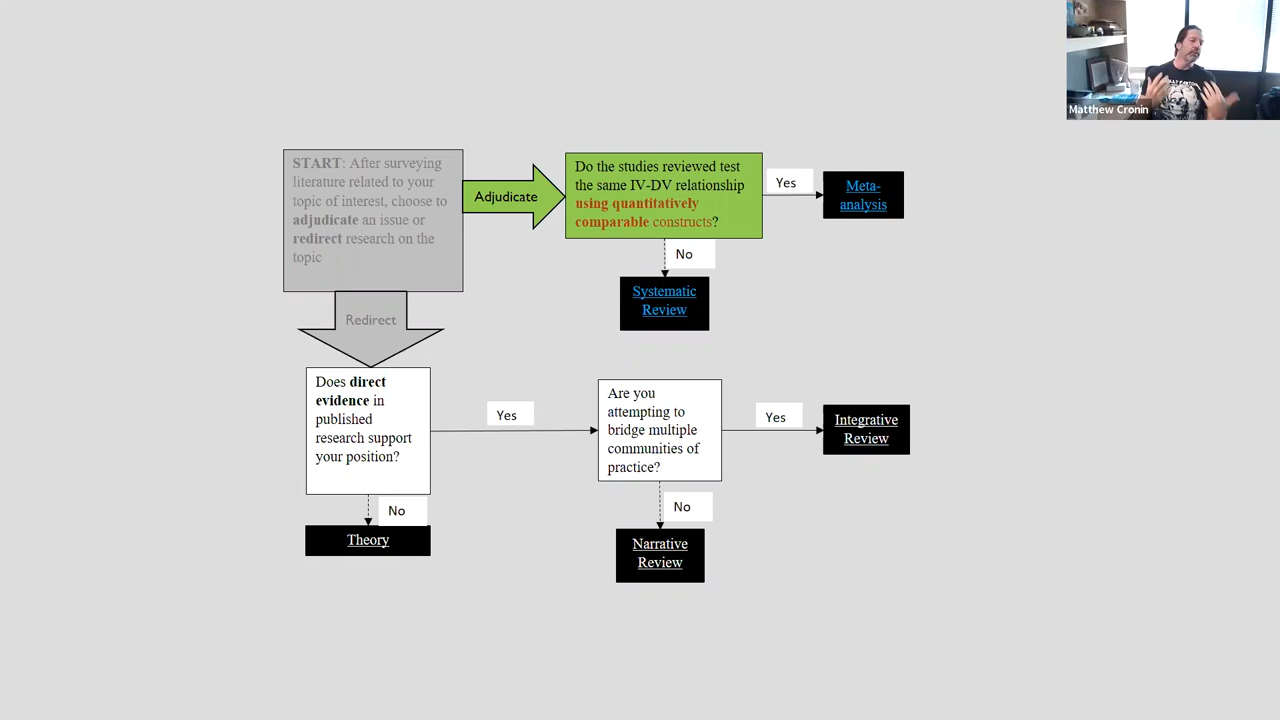 Matthew Cronin
START: After surveying
literature related to your
topic of interest, choose to
adjudicate an issue or
redirect research on the
topic
Adjudicate
Do the studies reviewed test
the same IV-DV relationship
using quantitatively
comparable constructs?
Yes
Meta-
analysis
No
Systematic
Review
Redirect
Does direct
evidence in
published
research support
your position?
Yes
Are you
attempting to
bridge multiple
communities of
practice?
Yes
Integrative
Review
No
Theory
No
Narrative
Review